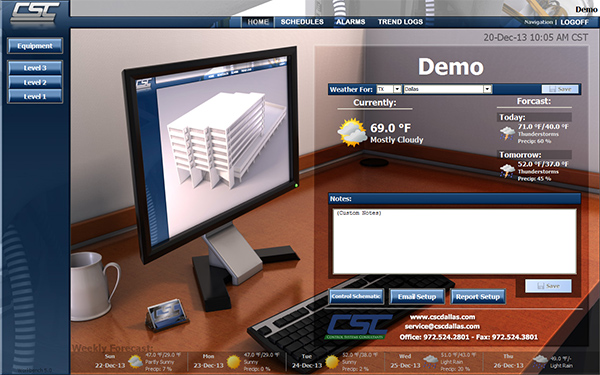 CSC
Demo
HOME SCHEDULES ALARMS TREND LOGS
Navigation | LOGOFF
20-Dec-13 10:05 AM CST
Equipment
Level 3
Level 2
Level 1
CSC
Demo
Weather For: TX Dallas Save
Currently:
69.0 °F
Mostly Cloudy
Forcast:
Today:
71.0 °F/40.0 °F
Thunderstorms
Precip: 60 %
Tomorrow:
52.0 °F/37.0 °F
Thunderstorms
Precip: 45 %
Notes:
(Custom Notes)
Save
Control Schematic Email Setup Report Setup
CSC
www.cscdallas.com
service@cscdallas.com
Office: 972.524.2801 - Fax: 972.524.3801
Weekly Forecast:
Sun
22-Dec-13
47.0 °F/29.0 °F
Partly Sunny
Precip: 7 %
Mon
23-Dec-13
47.0 °F/29.0 °F
Sunny
Precip: 0 %
Tue
24-Dec-13
52.0 °F/38.0 °F
Sunny
Precip: 2 %
Wed
25-Dec-13
51.0 °F/43.0 °F
Light Rain
Precip: 20 %
Thu
26-Dec-13
49.0 °F/-
Light Rain